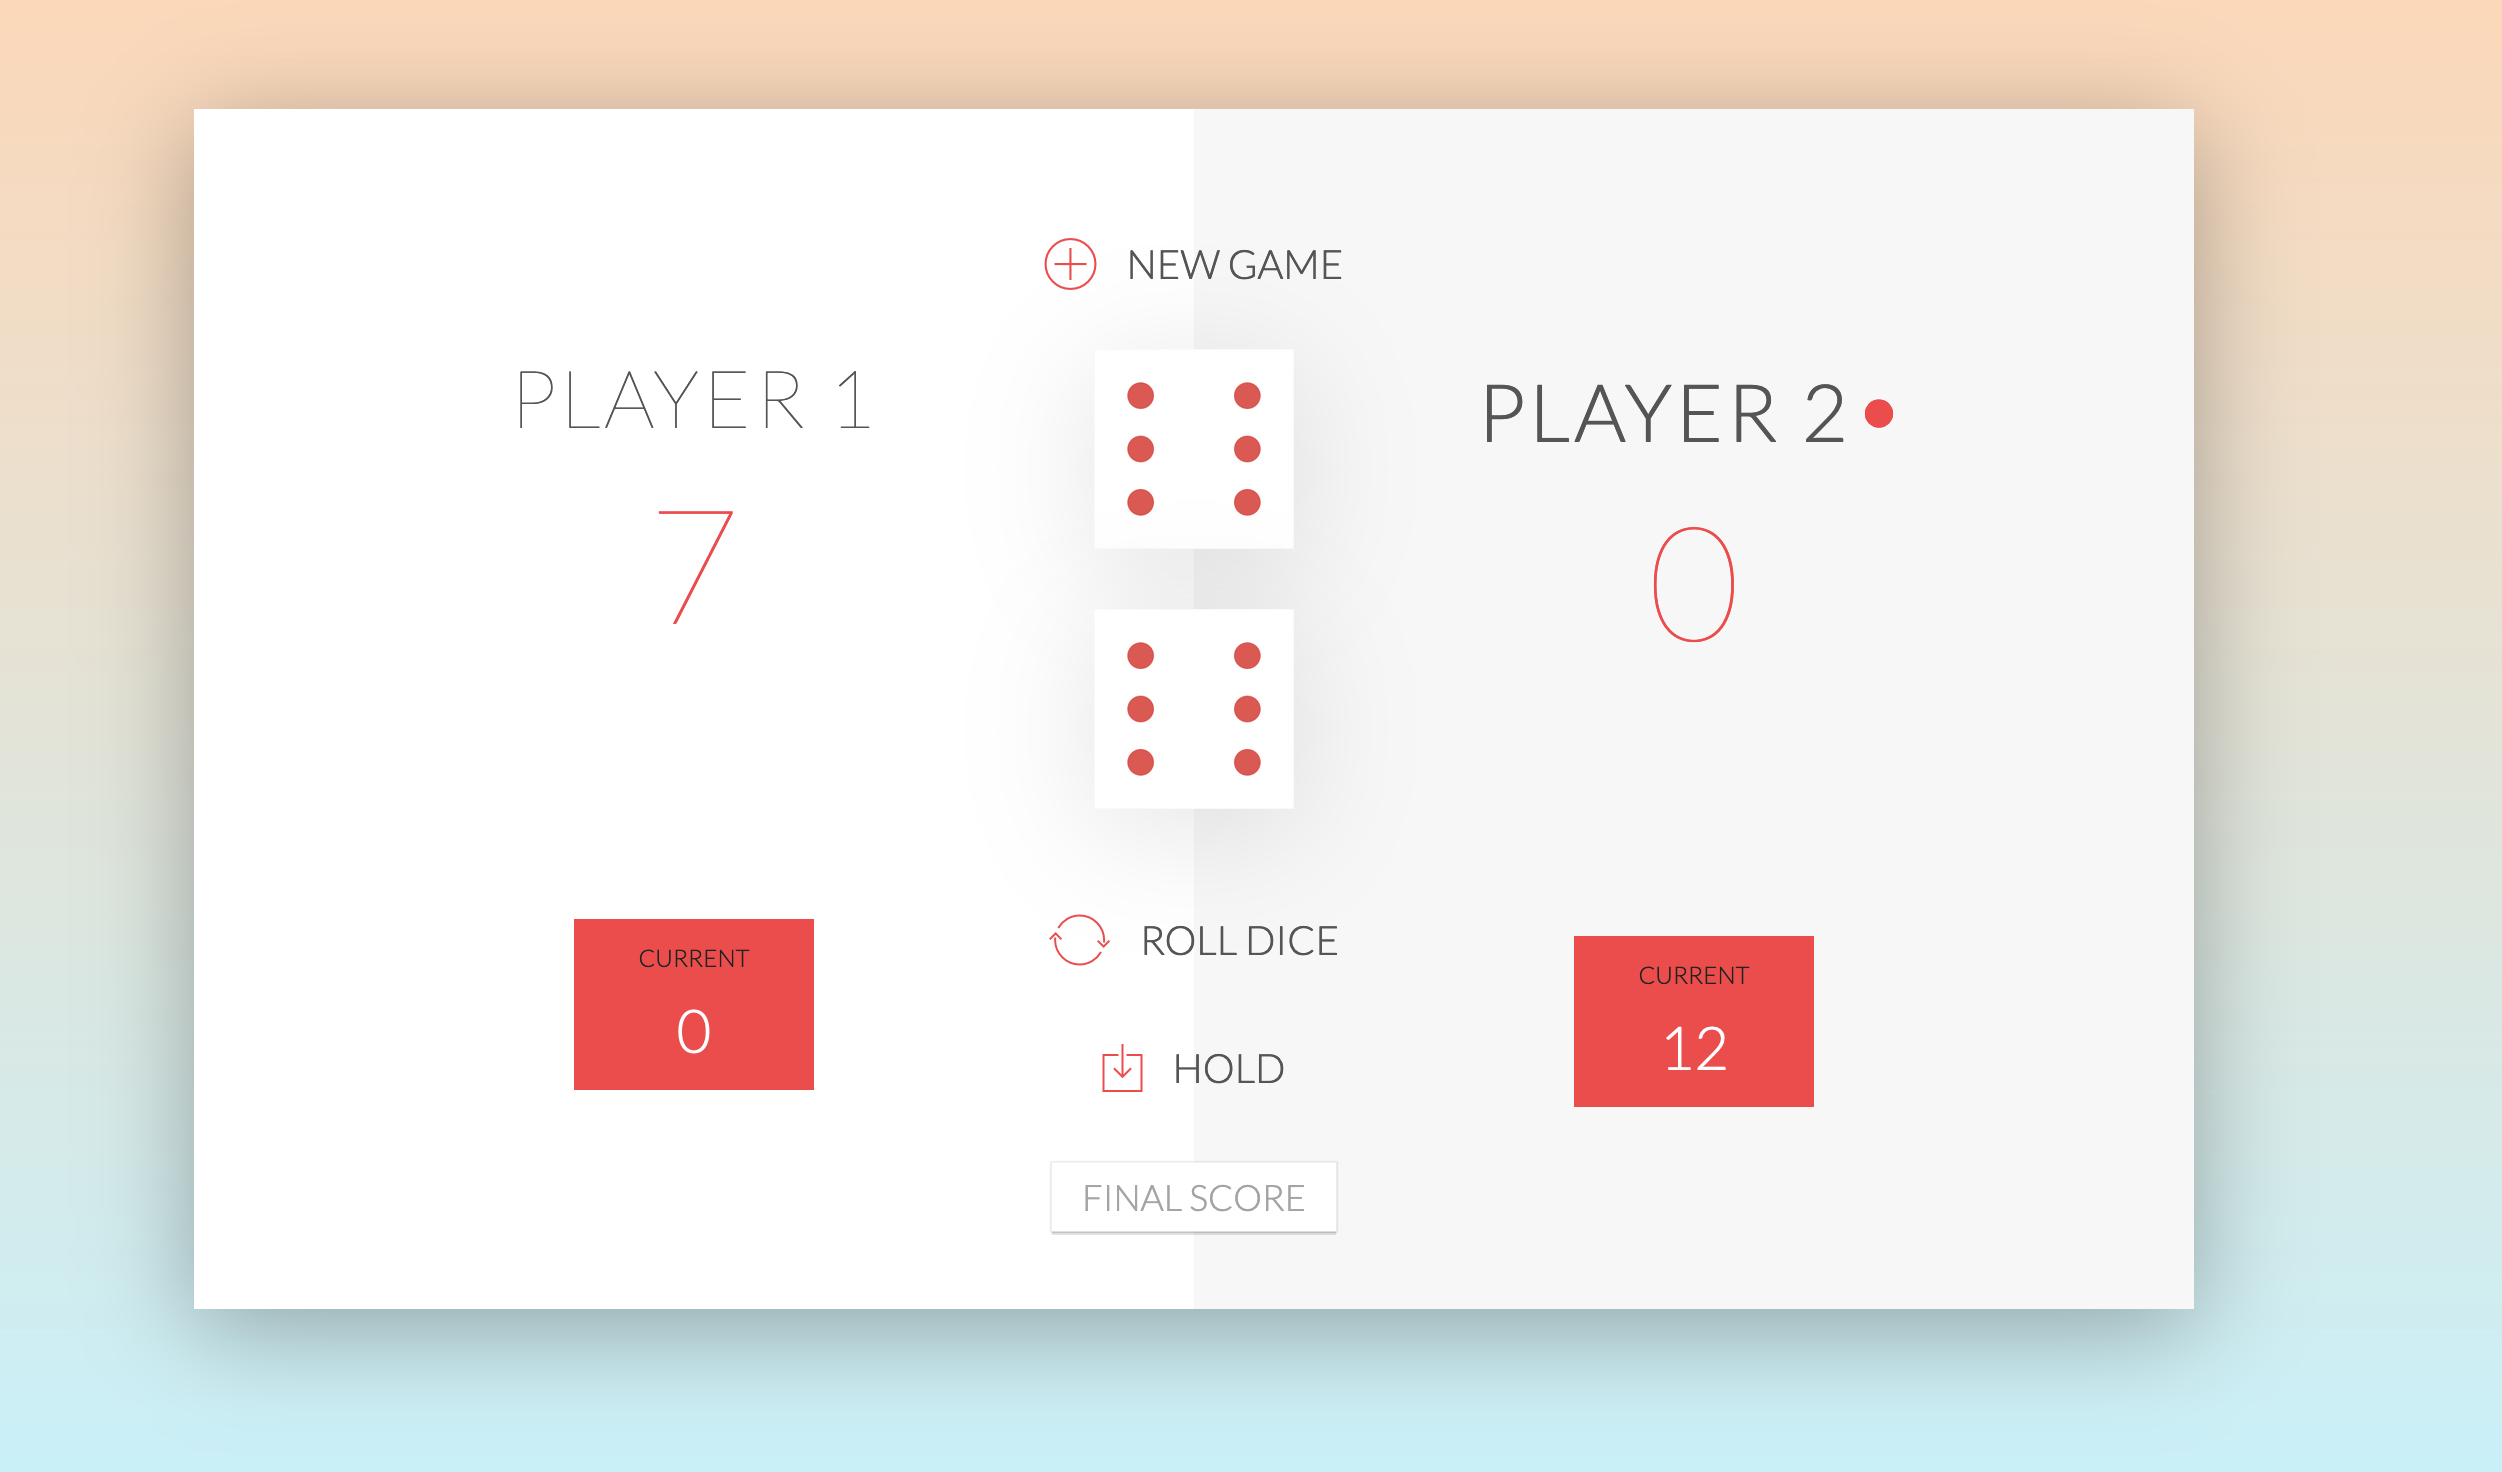 NEW GAME
PLAYER 1
7
PLAYER 2
0
ROLL DICE
CURRENT
0
CURRENT
12
HOLD
FINAL SCORE